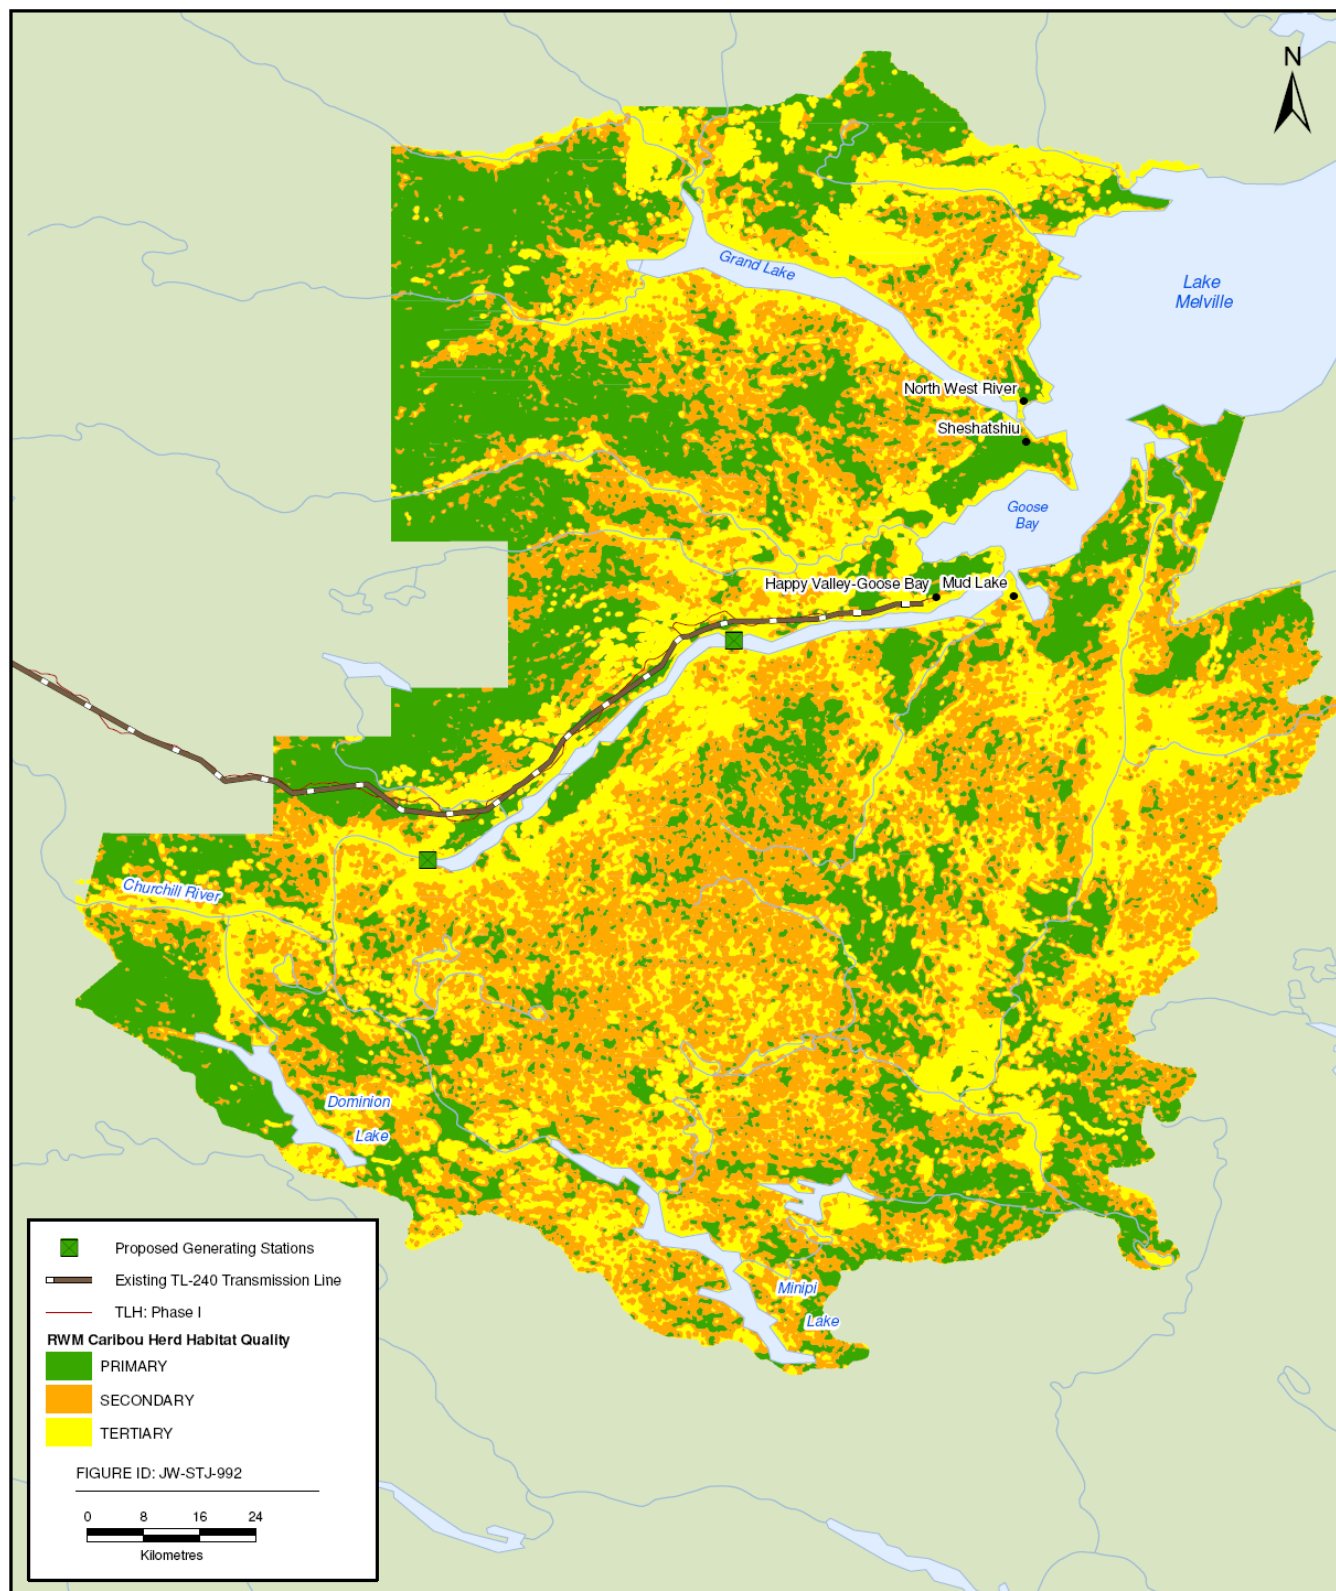 N
Grand Lake
Lake
Melville
North West River
Sheshatshiu
Goose
Bay
Happy Valley-Goose Bay
Mud Lake
Churchill River
Dominion
Lake
Minipi
Lake
Proposed Generating Stations
Existing TL-240 Transmission Line
TLH: Phase I
RWM Caribou Herd Habitat Quality
PRIMARY
SECONDARY
TERTIARY
FIGURE ID: JW-STJ-992
0 8 16 24
Kilometres